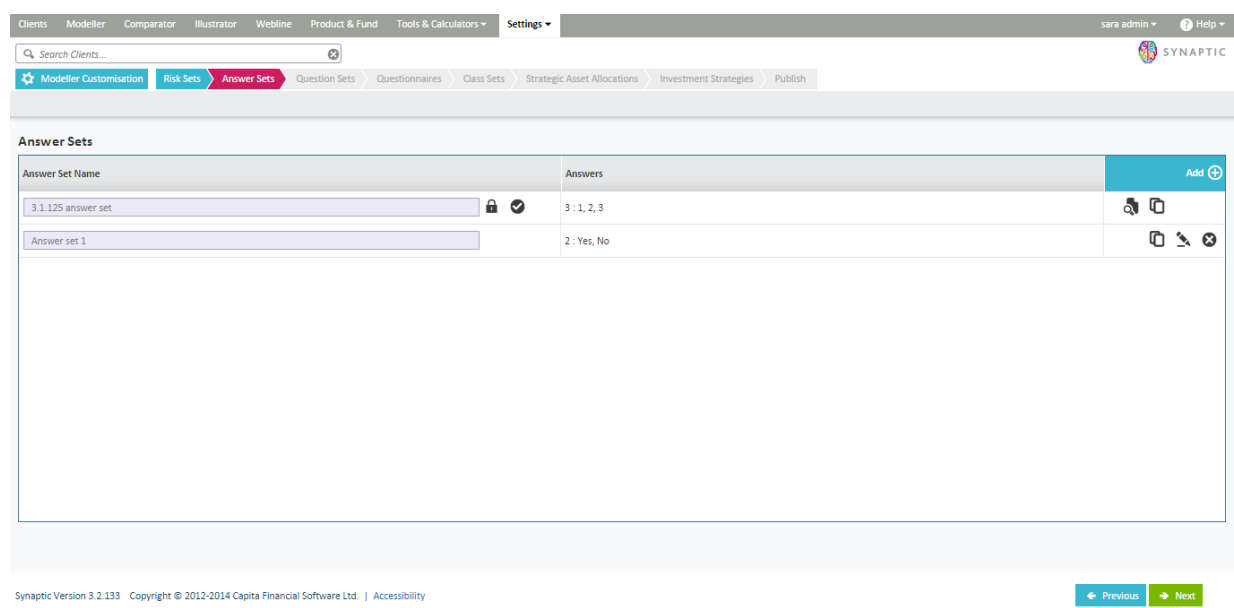 Clients Modeller Comparator Illustrator Webline Product & Fund Tools & Calculators Settings sara admin ? Help
Search Clients... SYNAPTIC
Modeller Customisation Risk Sets Answer Sets Question Sets Questionnaires Class Sets Strategic Asset Allocations Investment Strategies Publish
Answer Sets
Answer Set Name Answers Add
3.1.125 answer set 3 : 1, 2, 3
Answer set 1 2 : Yes, No
Synaptic Version 3.2.133 Copyright © 2012-2014 Capita Financial Software Ltd. | Accessibility Previous Next